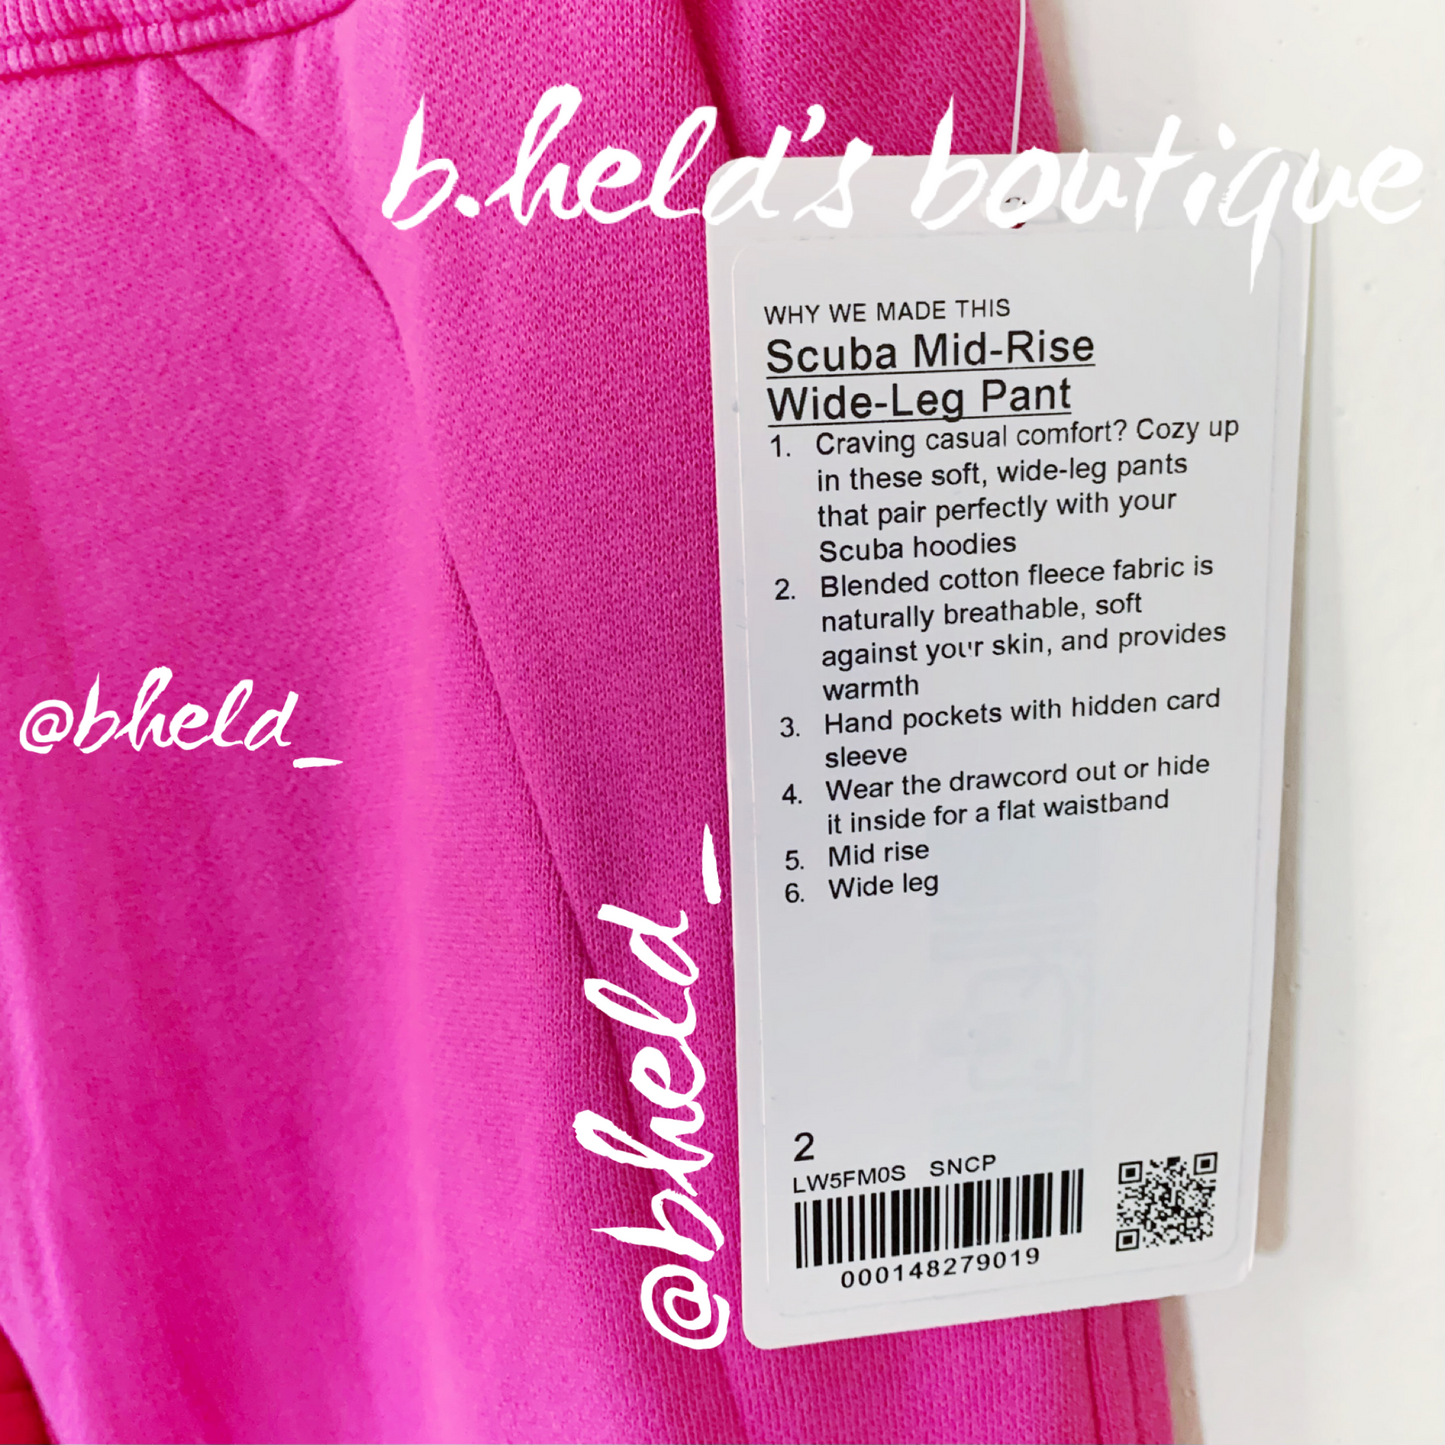 b.held's boutique
WHY WE MADE THIS
Scuba Mid-Rise
Wide-Leg Pant
1. Craving casual comfort? Cozy up
in these soft, wide-leg pants
that pair perfectly with your
Scuba hoodies
2. Blended cotton fleece fabric is
naturally breathable, soft
against your skin, and provides
warmth
3. Hand pockets with hidden card
sleeve
4. Wear the drawcord out or hide
it inside for a flat waistband
5. Mid rise
6. Wide leg
@bheld_
@bheld_
2
LW5FM0S SNCP
000148279019